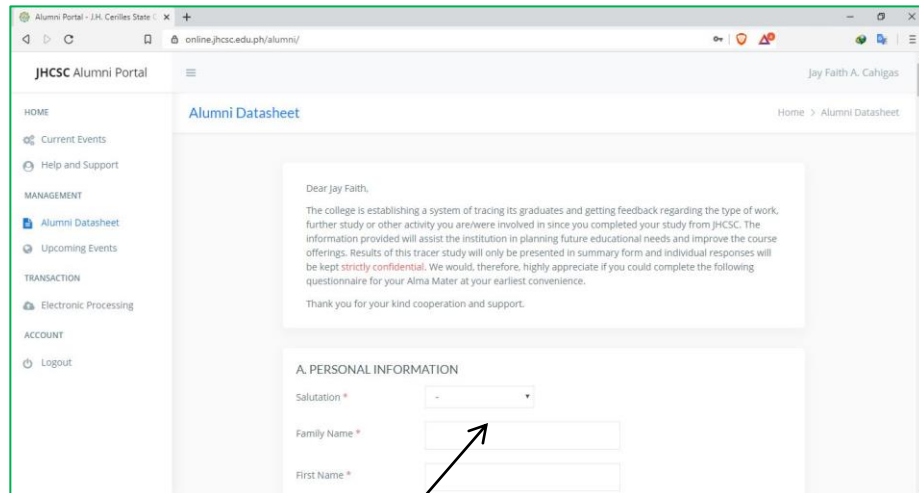 Alumni Portal - J.H. Cerilles State C
online.jhcsc.edu.ph/alumni/
JHCSC Alumni Portal
Jay Faith A. Cahigas
HOME
Current Events
Help and Support
MANAGEMENT
Alumni Datasheet
Upcoming Events
TRANSACTION
Electronic Processing
ACCOUNT
Logout
Alumni Datasheet
Home > Alumni Datasheet
Dear Jay Faith,
The college is establishing a system of tracing its graduates and getting feedback regarding the type of work,
further study or other activity you are/were involved in since you completed your study from JHCSC. The
information provided will assist the institution in planning future educational needs and improve the course
offerings. Results of this tracer study will only be presented in summary form and individual responses will
be kept strictly confidential. We would, therefore, highly appreciate if you could complete the following
questionnaire for your Alma Mater at your earliest convenience.
Thank you for your kind cooperation and support.
A. PERSONAL INFORMATION
Salutation * -
Family Name *
First Name *